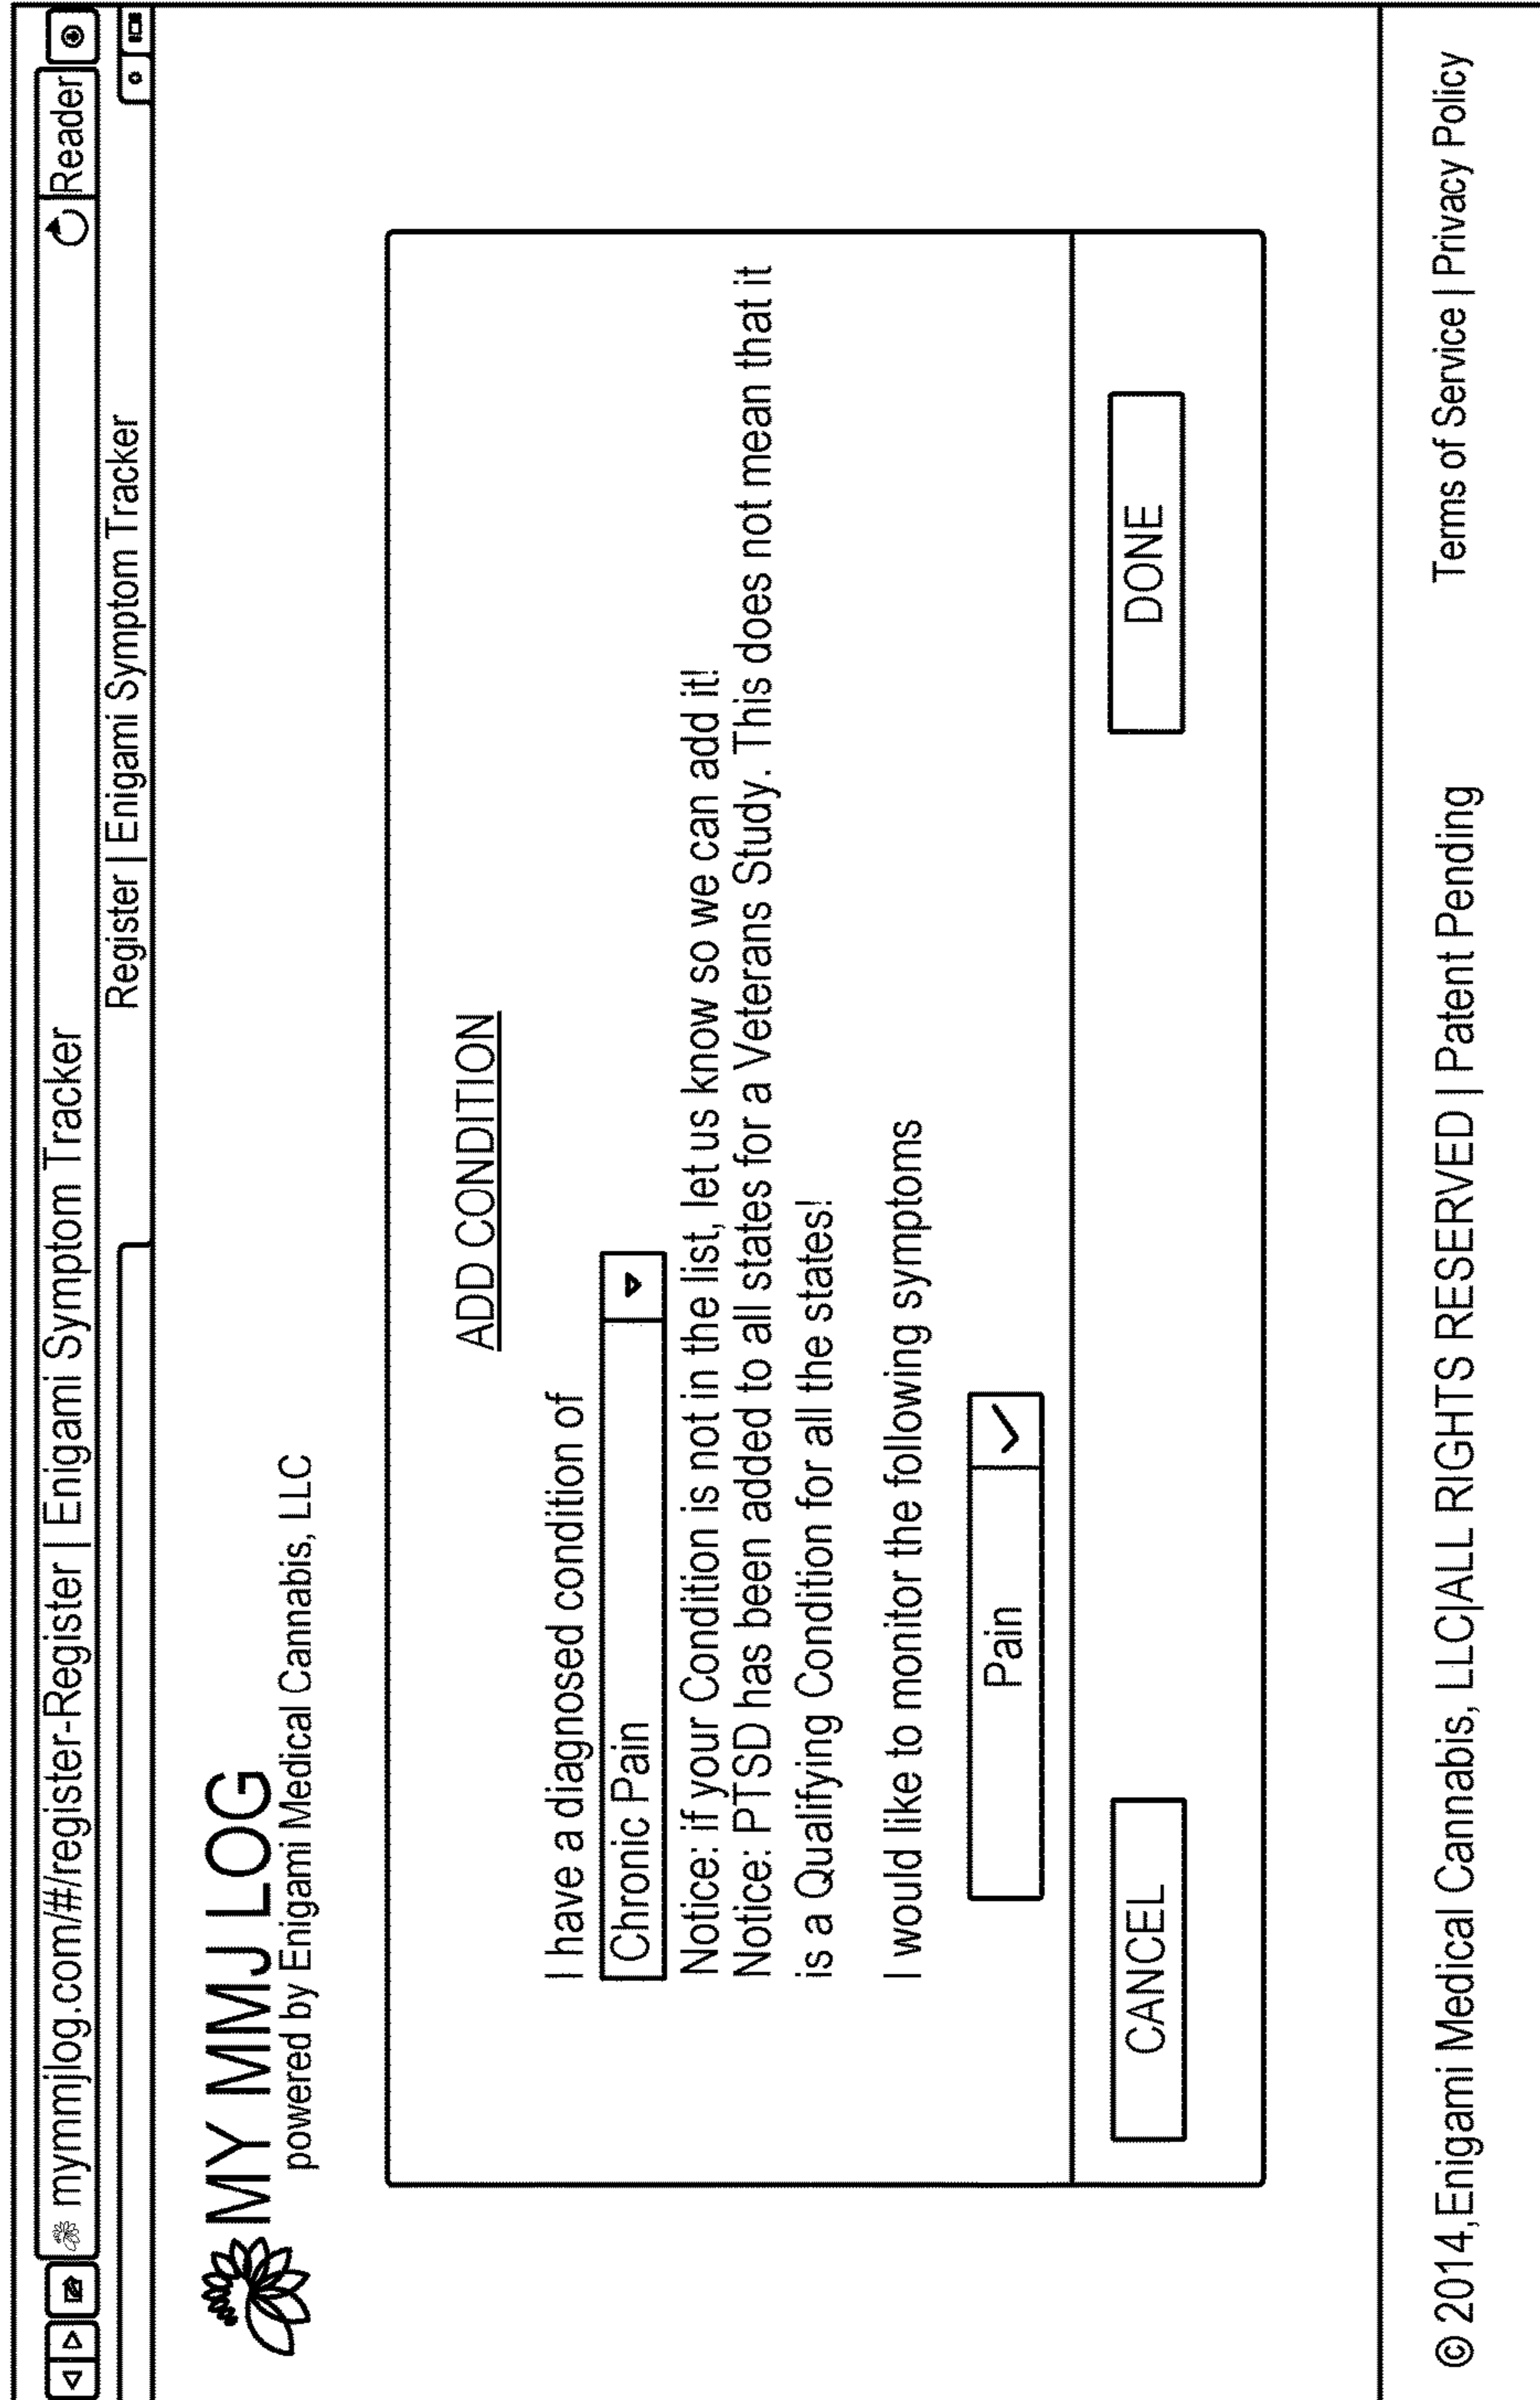 mymmjlog.com/#/register-Register | Enigami Symptom Tracker
Reader
Register | Enigami Symptom Tracker
MY MMJ LOG
powered by Enigami Medical Cannabis, LLC
ADD CONDITION
I have a diagnosed condition of
Chronic Pain
Notice: if your Condition is not in the list, let us know so we can add it!
Notice: PTSD has been added to all states for a Veterans Study. This does not mean that it
is a Qualifying Condition for all the states!
I would like to monitor the following symptoms
Pain
CANCEL
DONE
© 2014,Enigami Medical Cannabis, LLC|ALL RIGHTS RESERVED | Patent Pending
Terms of Service | Privacy Policy